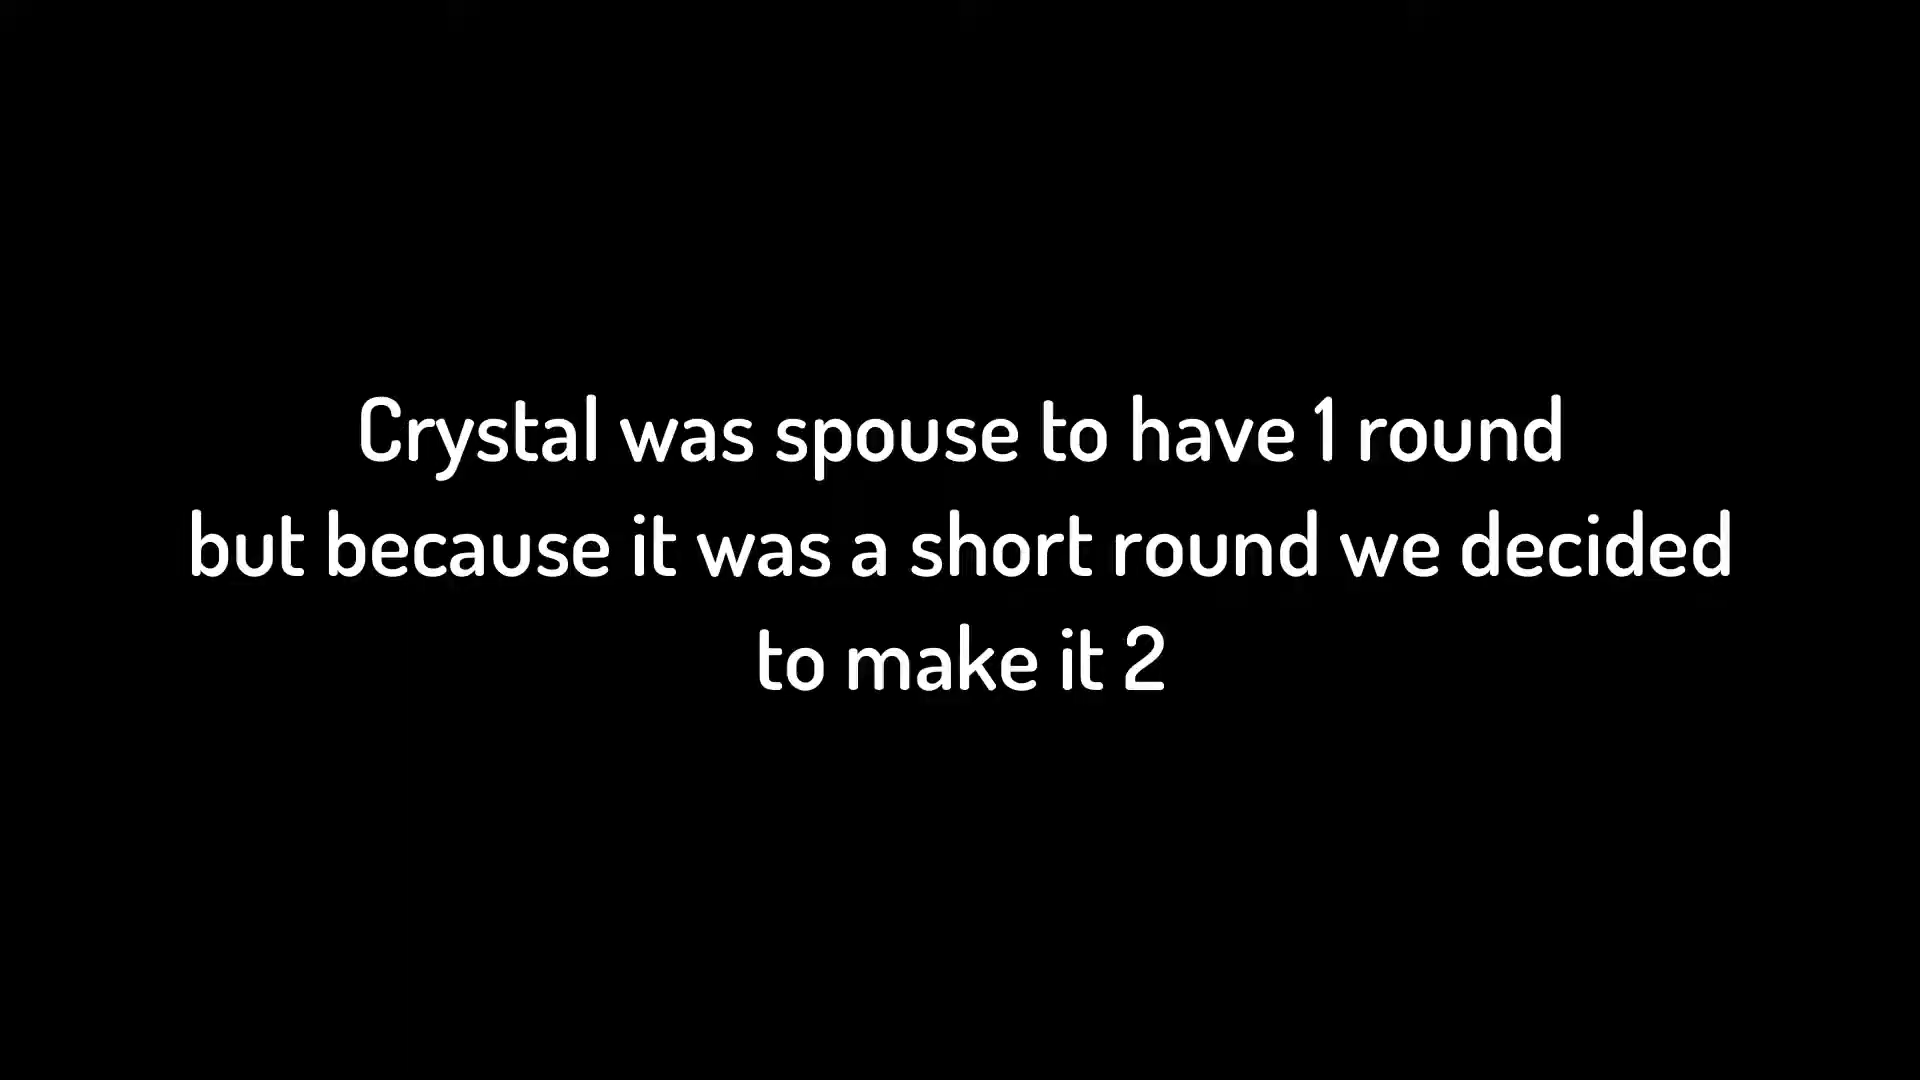 Crystal was spouse to have 1 round
but because it was a short round we decided
to make it 2